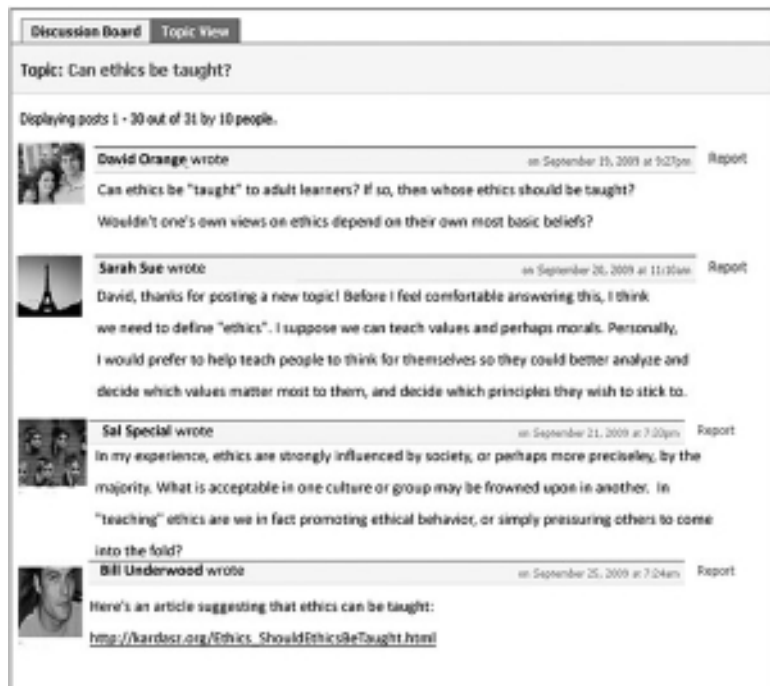 Discussion Board Topic View
Topic: Can ethics be taught?
Displaying posts 1 - 30 out of 31 by 10 people.
David Orange wrote on September 19, 2009 at 9:27pm Report
Can ethics be "taught" to adult learners? If so, then whose ethics should be taught?
Wouldn't one's own views on ethics depend on their own most basic beliefs?
Sarah Sue wrote on September 20, 2009 at 11:10am Report
David, thanks for posting a new topic! Before I feel comfortable answering this, I think
we need to define "ethics". I suppose we can teach values and perhaps morals. Personally,
I would prefer to help teach people to think for themselves so they could better analyze and
decide which values matter most to them, and decide which principles they wish to stick to.
Sal Special wrote on September 21, 2009 at Report
In my experience, ethics are strongly influenced by society, or perhaps more preciseley, by the
majority. What is acceptable in one culture or group may be frowned upon in another. In
"teaching" ethics are we in fact promoting ethical behavior, or simply pressuring others to come
into the fold?
Bill Underwood wrote on September 25, 2009 at 7:24am Report
Here's an article suggesting that ethics can be taught:
http://kardasz.org/Ethics_ShouldEthicsBeTaught.html